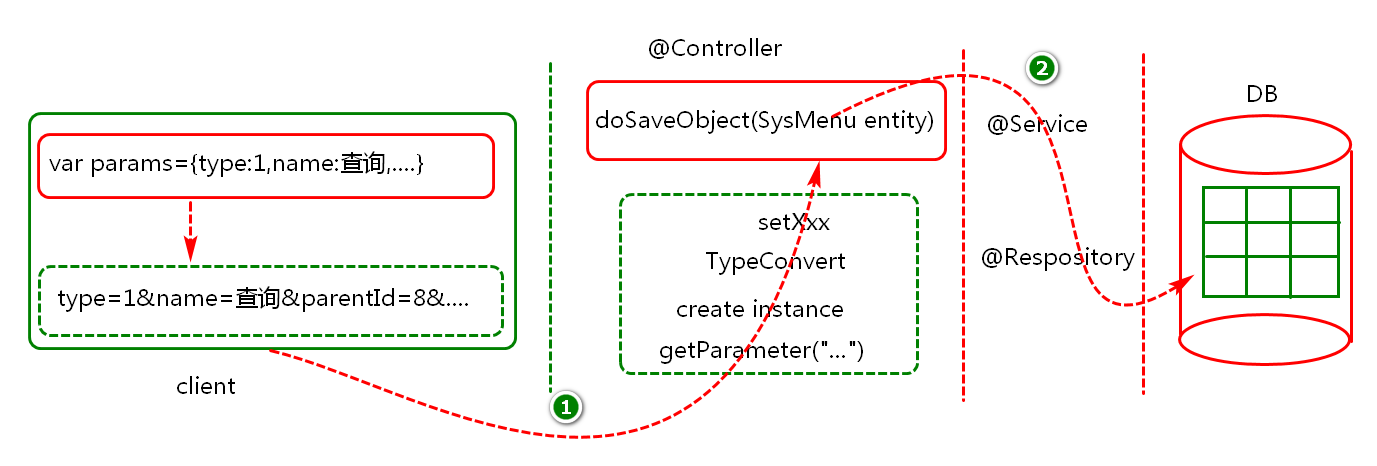 var params={type:1,name:查询,....}
type=1&name=查询&parentId=8&....
client
1
@Controller
doSaveObject(SysMenu entity)
setXxx
TypeConvert
create instance
getParameter("...")
2
@Service
@Respository
DB